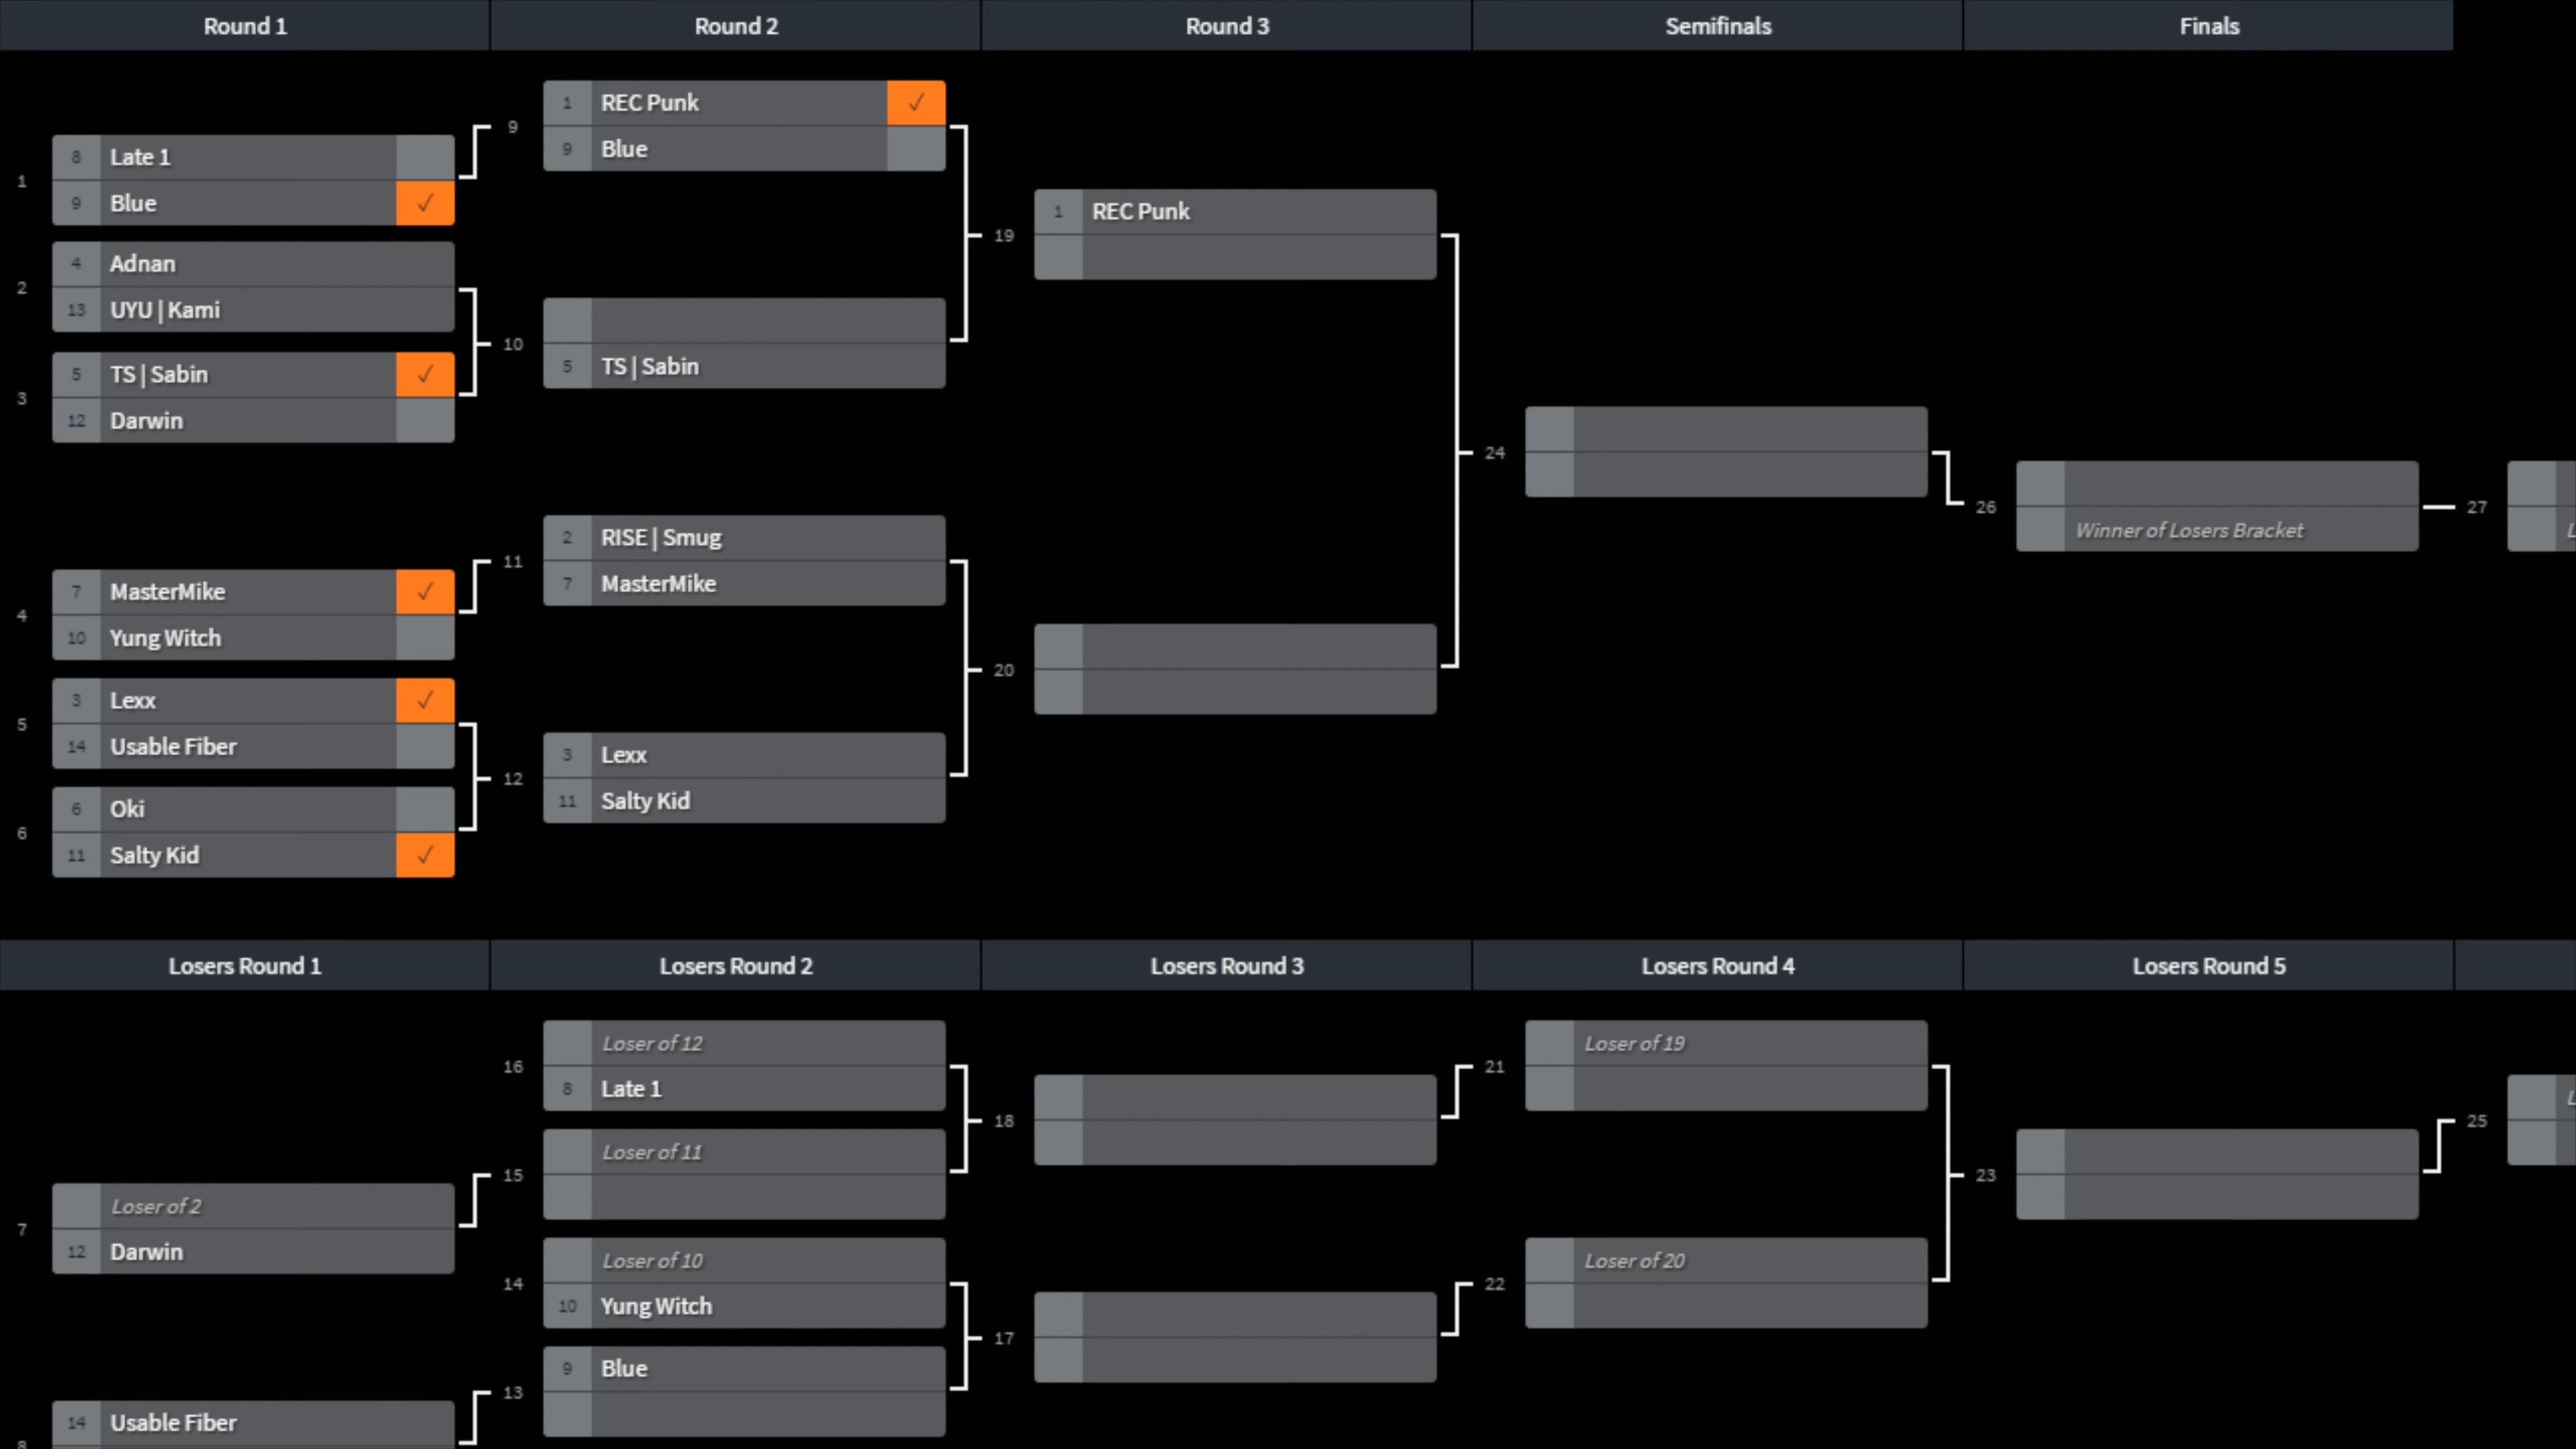 Round 1
Round 2
Round 3
Semifinals
Finals
1
8 Late 1
9 Blue ✓
2
4 Adnan
13 UYU | Kami
3
5 TS | Sabin ✓
12 Darwin
4
7 MasterMike ✓
10 Yung Witch
5
3 Lexx ✓
14 Usable Fiber
6
6 Oki
11 Salty Kid ✓
9
1 REC Punk ✓
9 Blue
10
5 TS | Sabin
11
2 RISE | Smug
7 MasterMike
12
3 Lexx
11 Salty Kid
19
1 REC Punk
20
24
26
Winner of Losers Bracket
27
L
Losers Round 1
Losers Round 2
Losers Round 3
Losers Round 4
Losers Round 5
7
Loser of 2
12 Darwin
8
14 Usable Fiber
16
Loser of 12
8 Late 1
15
Loser of 11
14
Loser of 10
10 Yung Witch
13
9 Blue
18
17
21
Loser of 19
22
Loser of 20
23
25
L